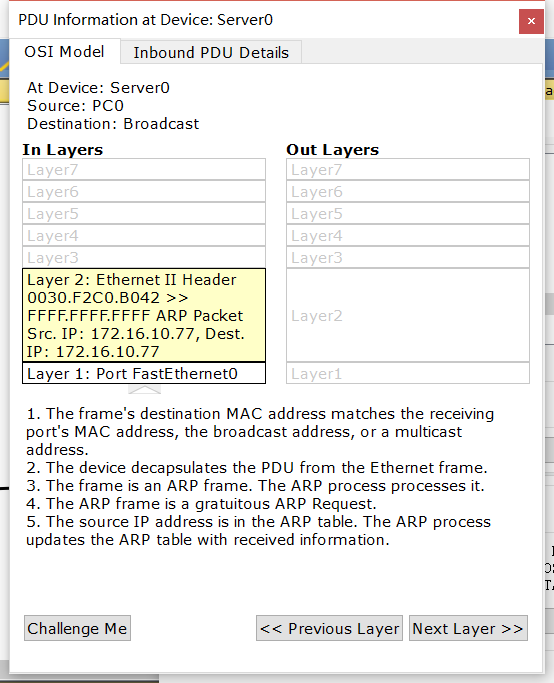 PDU Information at Device: Server0
×
OSI Model
Inbound PDU Details
At Device: Server0
Source: PC0
Destination: Broadcast
In Layers
Layer7
Layer6
Layer5
Layer4
Layer3
Layer 2: Ethernet II Header
0030.F2C0.B042 >>
FFFF.FFFF.FFFF ARP Packet
Src. IP: 172.16.10.77, Dest.
IP: 172.16.10.77
Layer 1: Port FastEthernet0
Out Layers
Layer7
Layer6
Layer5
Layer4
Layer3
Layer2
Layer1
1. The frame's destination MAC address matches the receiving
port's MAC address, the broadcast address, or a multicast
address.
2. The device decapsulates the PDU from the Ethernet frame.
3. The frame is an ARP frame. The ARP process processes it.
4. The ARP frame is a gratuitous ARP Request.
5. The source IP address is in the ARP table. The ARP process
updates the ARP table with received information.
Challenge Me
<< Previous Layer
Next Layer >>